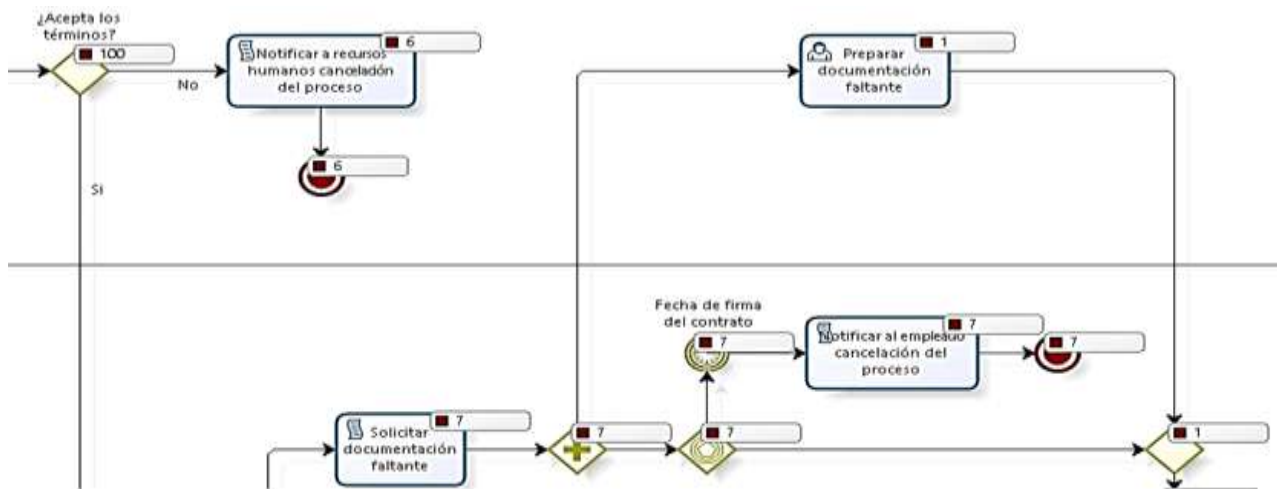 ¿Acepta los
términos?
100
No
Si
Notificar a recursos
humanos cancelación
del proceso
6
6
Preparar
documentación
faltante
1
Fecha de firma
del contrato
7
Notificar al empleado
cancelación del
proceso
7
7
Solicitar
documentación
faltante
7
7
7
1